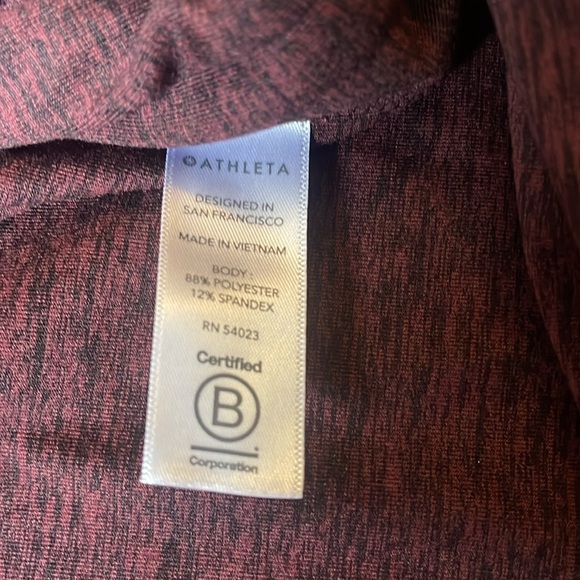 ATHLETA
DESIGNED IN
SAN FRANCISCO
MADE IN VIETNAM
BODY :
88% POLYESTER
12% SPANDEX
RN 54023
Certified
B
Corporation